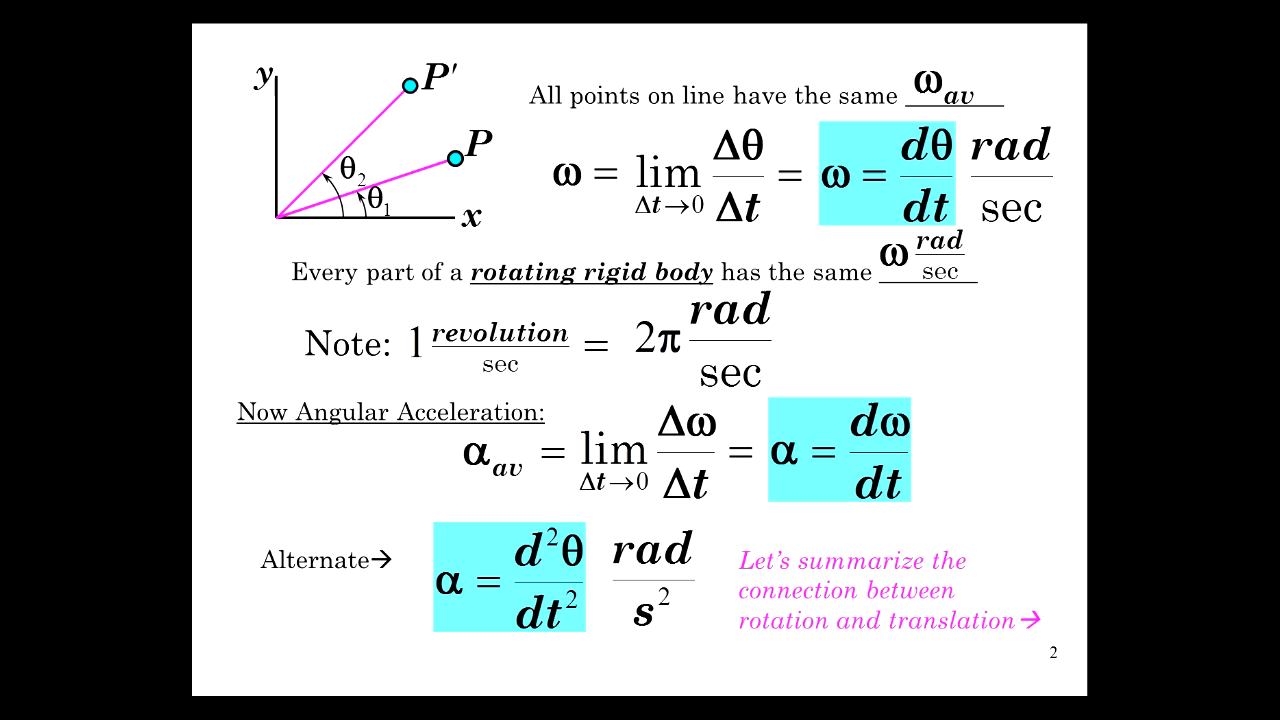 y
P′
P
θ₂
θ₁
x
All points on line have the same ω_av
ω = lim Δt→0 Δθ/Δt = ω = dθ/dt rad/sec
Every part of a rotating rigid body has the same ω rad/sec
Note: 1 revolution/sec = 2π rad/sec
Now Angular Acceleration:
α_av = lim Δt→0 Δω/Δt = α = dω/dt
Alternate→ α = d²θ/dt² rad/s²
Let’s summarize the
connection between
rotation and translation→
2